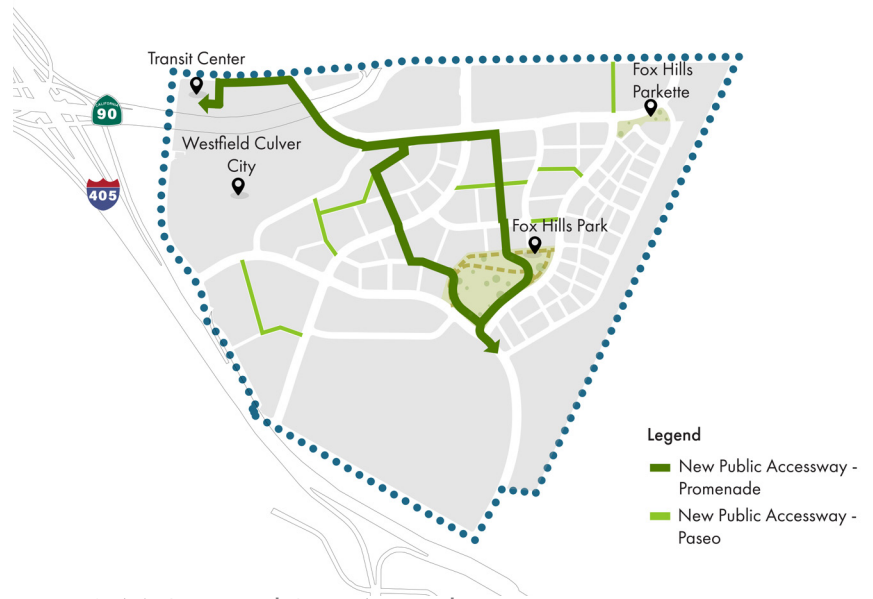 Transit Center
Fox Hills
Parkette
CALIFORNIA
90
Westfield Culver
City
405
Fox Hills Park
Legend
New Public Accessway -
Promenade
New Public Accessway -
Paseo